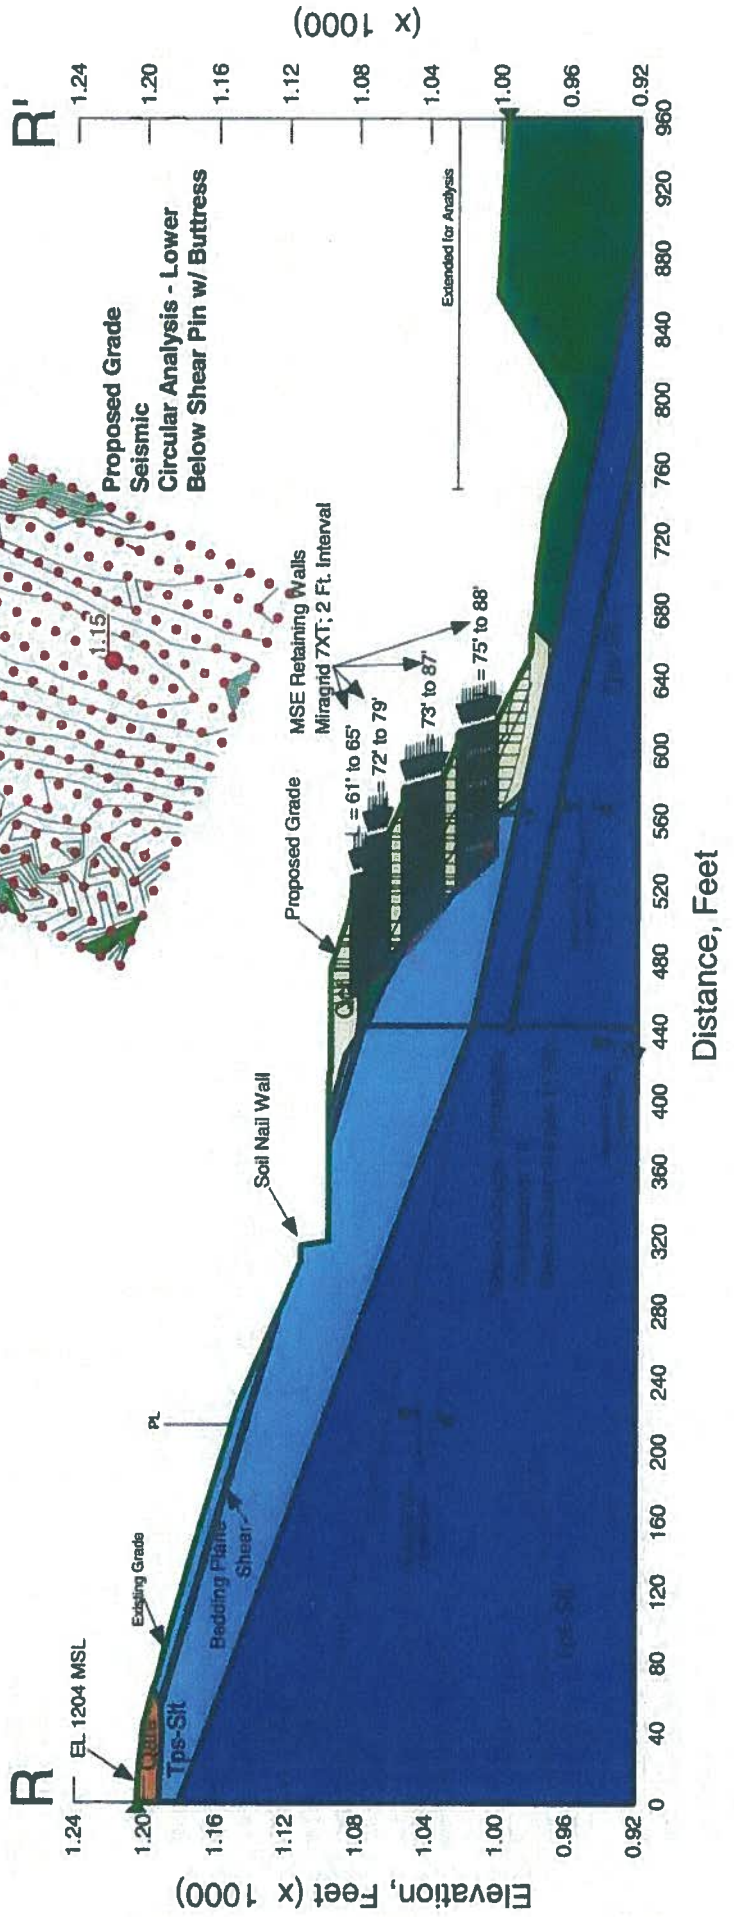 R
R'
Proposed Grade
Seismic
Circular Analysis - Lower
Below Shear Pin w/ Buttress
1.15
EL 1204 MSL
Existing Grade
PL
Soil Nail Wall
Proposed Grade
MSE Retaining Walls
Miragrid 7XT; 2 Ft. Interval
= 61' to 65'
= 72' to 79'
73' to 87'
= 75' to 88'
Extended for Analysis
Tps-Slt
Bedding Plane
Shear
Tps-Slt
Elevation, Feet (x 1000)
1.24
1.20
1.16
1.12
1.08
1.04
1.00
0.96
0.92
(x 1000)
1.24
1.20
1.16
1.12
1.08
1.04
1.00
0.96
0.92
0 40 80 120 160 200 240 280 320 360 400 440 480 520 560 600 640 680 720 760 800 840 880 920 960
Distance, Feet